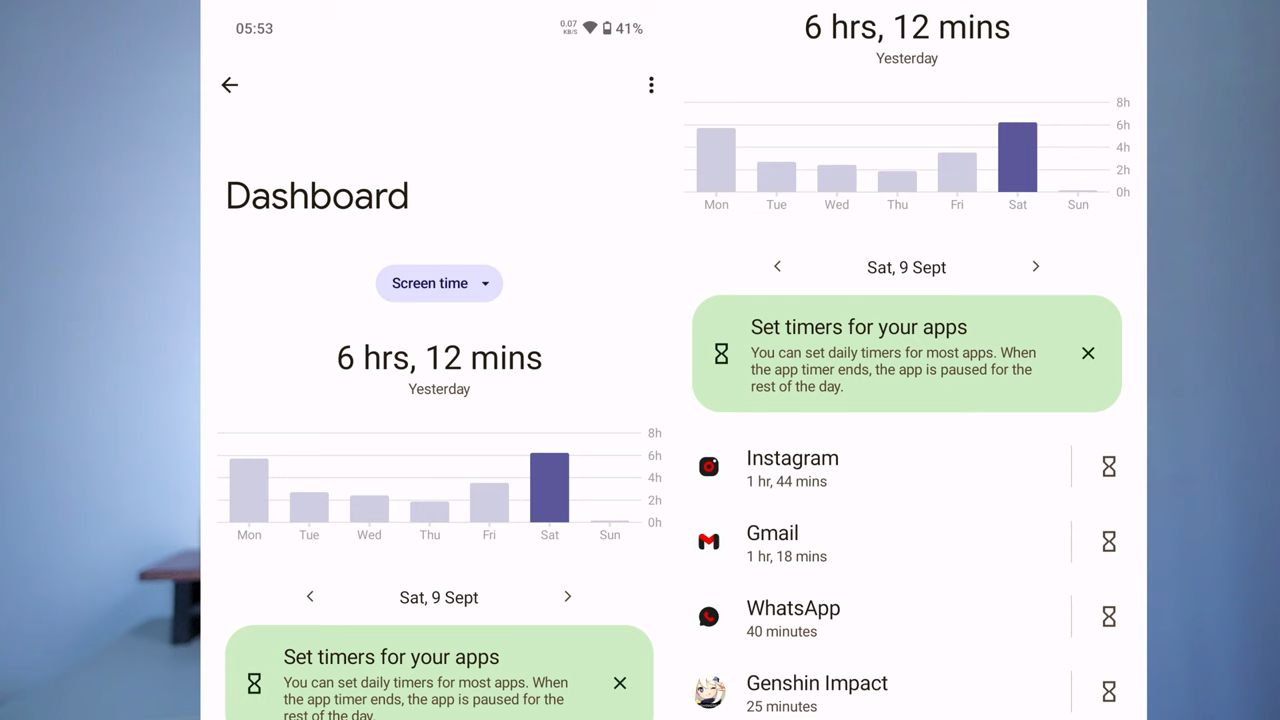 05:53
0.07
KB/S
41%
Dashboard
Screen time
6 hrs, 12 mins
Yesterday
8h
6h
4h
2h
0h
Mon Tue Wed Thu Fri Sat Sun
Sat, 9 Sept
Set timers for your apps
You can set daily timers for most apps. When
the app timer ends, the app is paused for the
rest of the day.
6 hrs, 12 mins
Yesterday
8h
6h
4h
2h
0h
Mon Tue Wed Thu Fri Sat Sun
Sat, 9 Sept
Set timers for your apps
You can set daily timers for most apps. When
the app timer ends, the app is paused for the
rest of the day.
Instagram
1 hr, 44 mins
Gmail
1 hr, 18 mins
WhatsApp
40 minutes
Genshin Impact
25 minutes